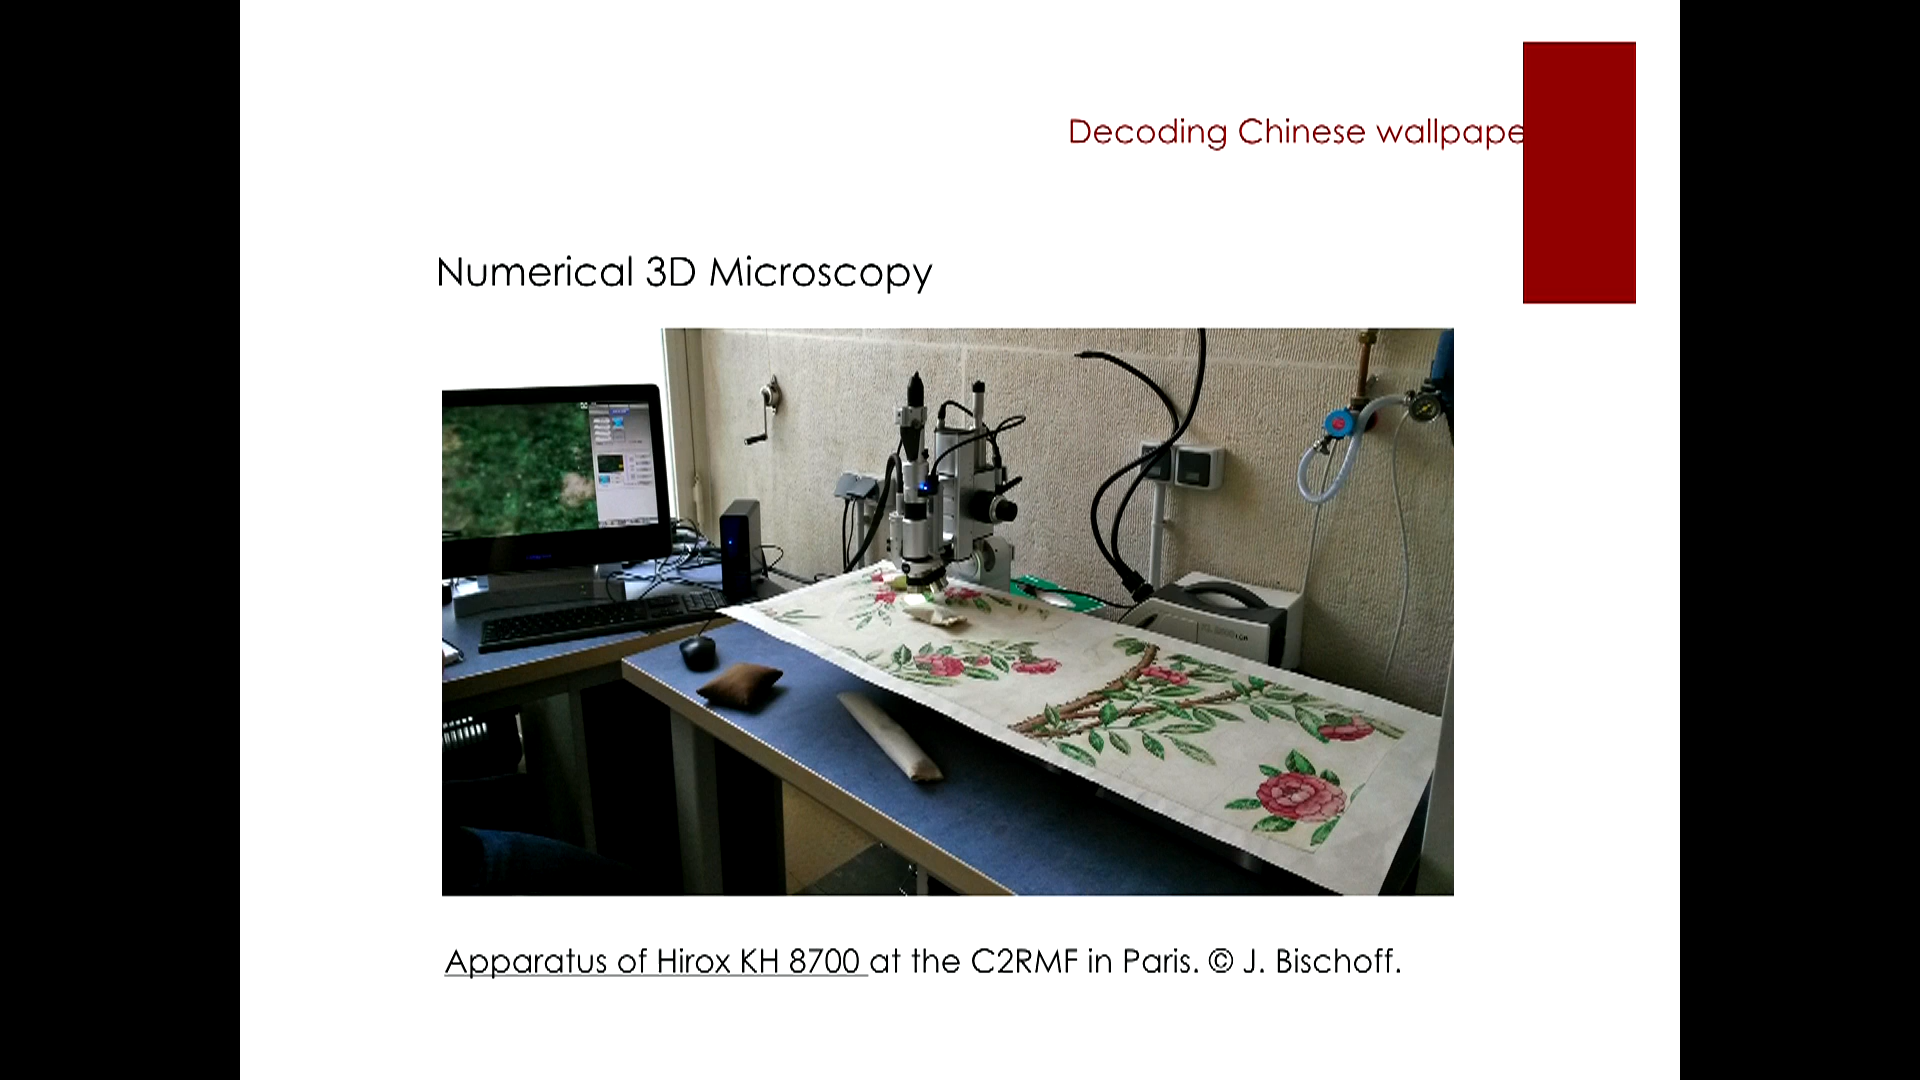 Decoding Chinese wallpape
Numerical 3D Microscopy
Apparatus of Hirox KH 8700 at the C2RMF in Paris. © J. Bischoff.